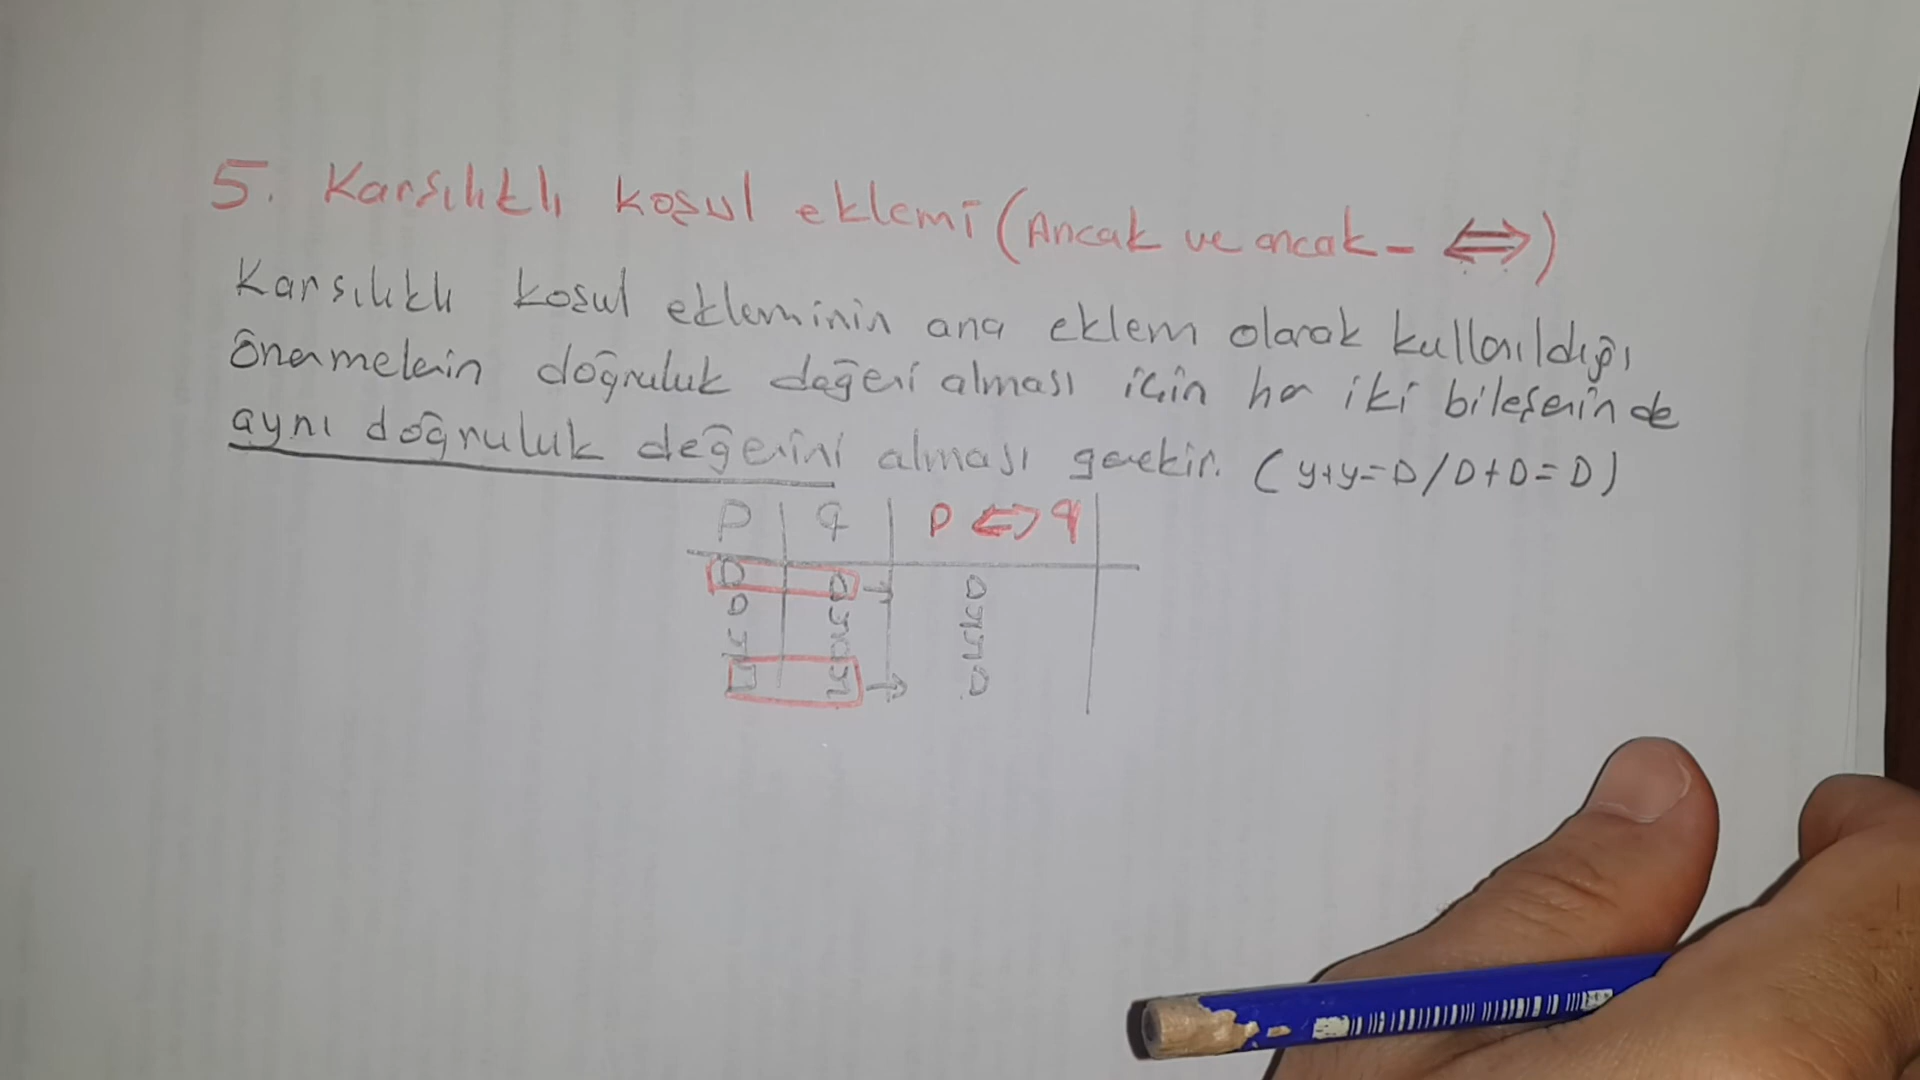 5. Karşılıklı koşul eklemi (Ancak ve ancak - ⇔)
Karşılıklı koşul ekleminin ana eklem olarak kullanıldığı
önermelerin doğruluk değeri alması için her iki bileşenin de
aynı doğruluk değerini alması gerekir. (y+y=D/D+D=D)
P q P ⇔ q
D D D
D y y
y D y
y y D